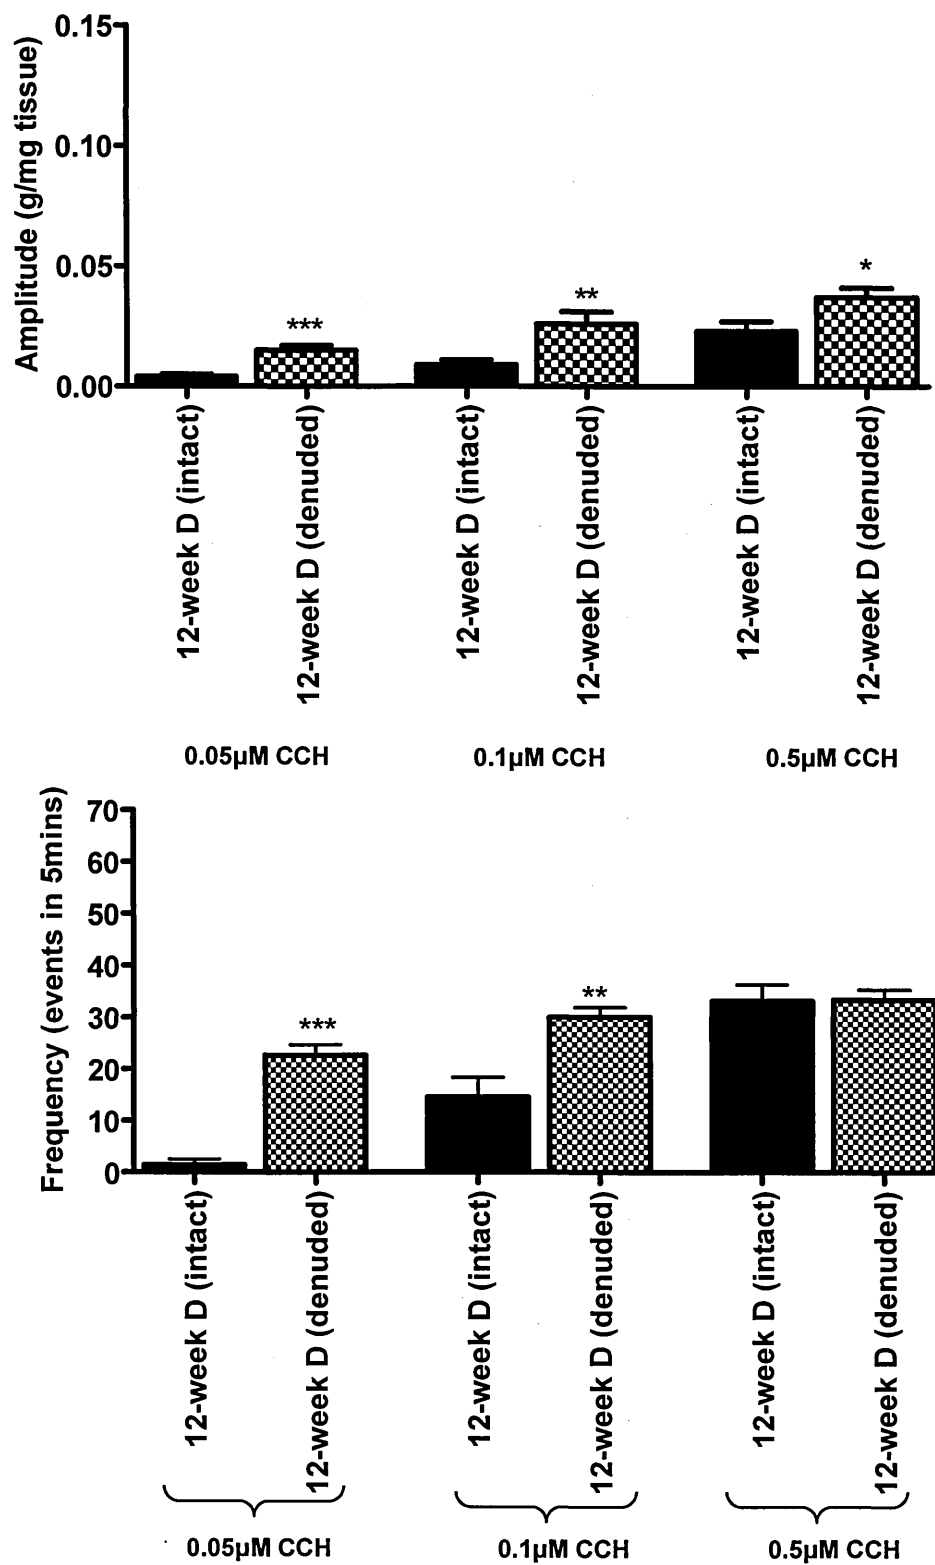 Amplitude (g/mg tissue)
0.15
0.10
0.05
0.00
***
**
*
12-week D (intact)
12-week D (denuded)
12-week D (intact)
12-week D (denuded)
12-week D (intact)
12-week D (denuded)
0.05µM CCH
0.1µM CCH
0.5µM CCH
Frequency (events in 5mins)
70
60
50
40
30
20
10
0
***
**
12-week D (intact)
12-week D (denuded)
12-week D (intact)
12-week D (denuded)
12-week D (intact)
12-week D (denuded)
0.05µM CCH
0.1µM CCH
0.5µM CCH